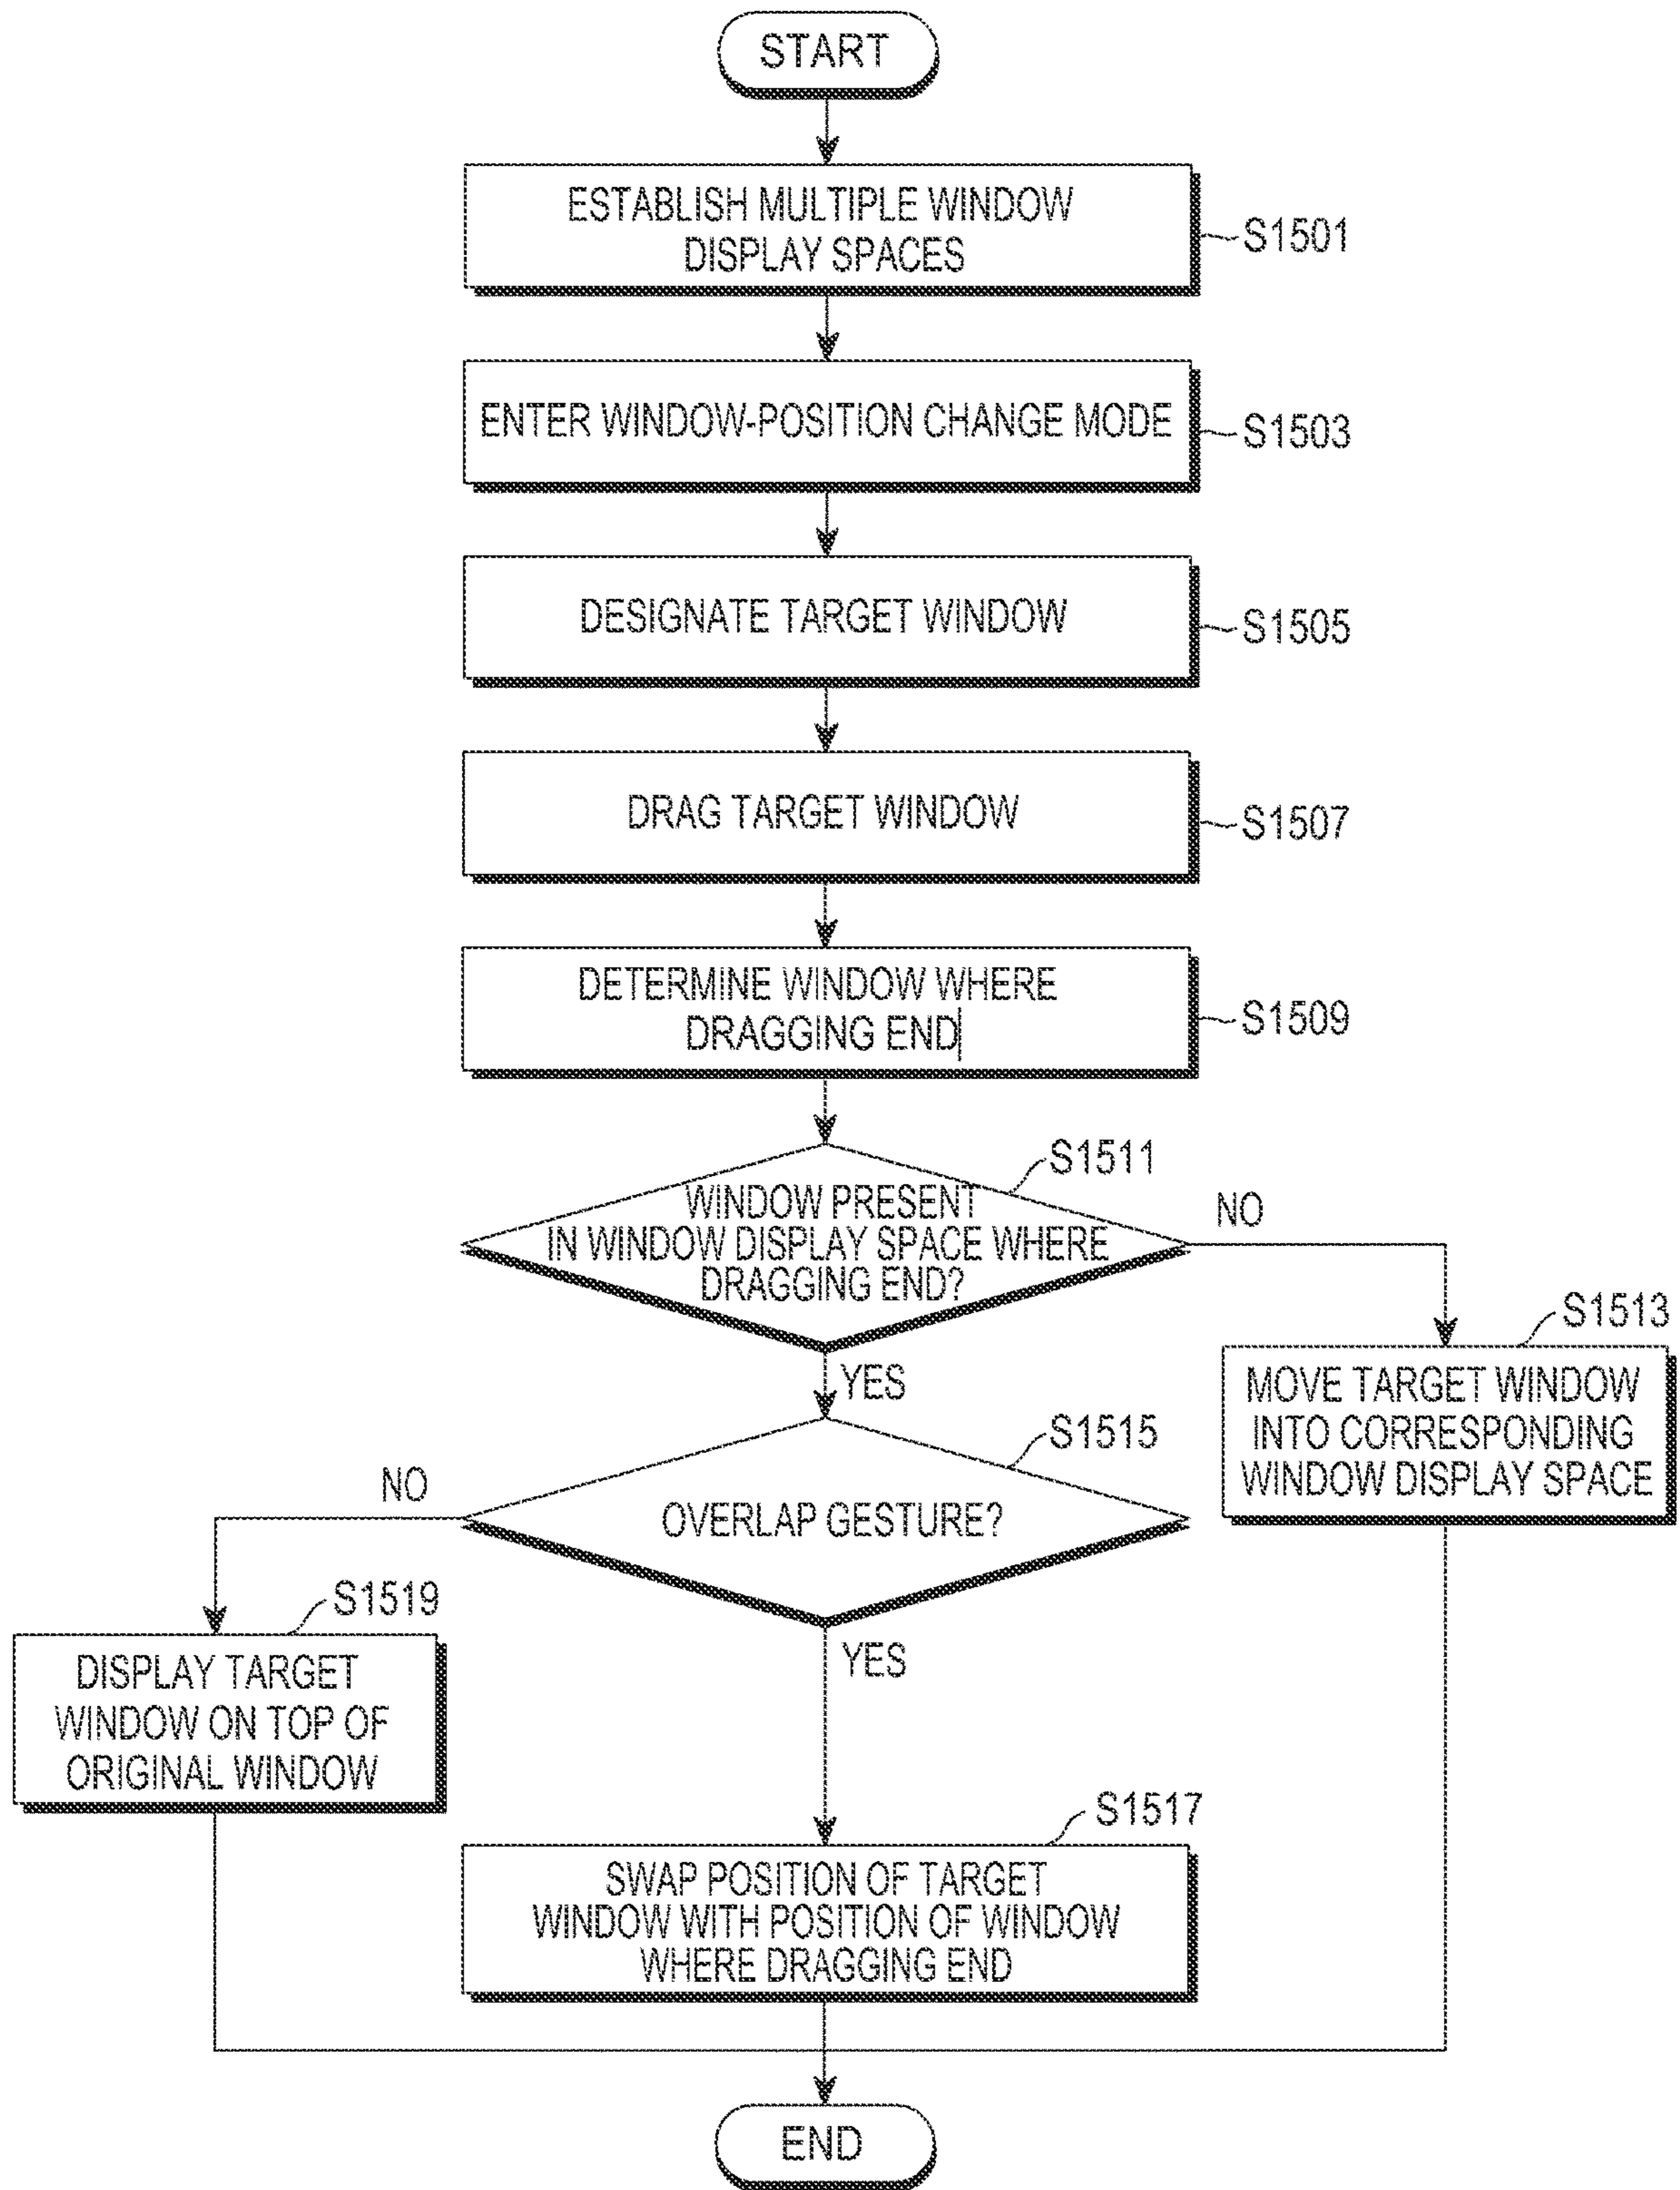 START
ESTABLISH MULTIPLE WINDOW
DISPLAY SPACES
S1501
ENTER WINDOW-POSITION CHANGE MODE
S1503
DESIGNATE TARGET WINDOW
S1505
DRAG TARGET WINDOW
S1507
DETERMINE WINDOW WHERE
DRAGGING END
S1509
S1511
WINDOW PRESENT
IN WINDOW DISPLAY SPACE WHERE
DRAGGING END?
NO
YES
S1513
MOVE TARGET WINDOW
INTO CORRESPONDING
WINDOW DISPLAY SPACE
S1515
OVERLAP GESTURE?
NO
YES
S1519
DISPLAY TARGET
WINDOW ON TOP OF
ORIGINAL WINDOW
S1517
SWAP POSITION OF TARGET
WINDOW WITH POSITION OF WINDOW
WHERE DRAGGING END
END